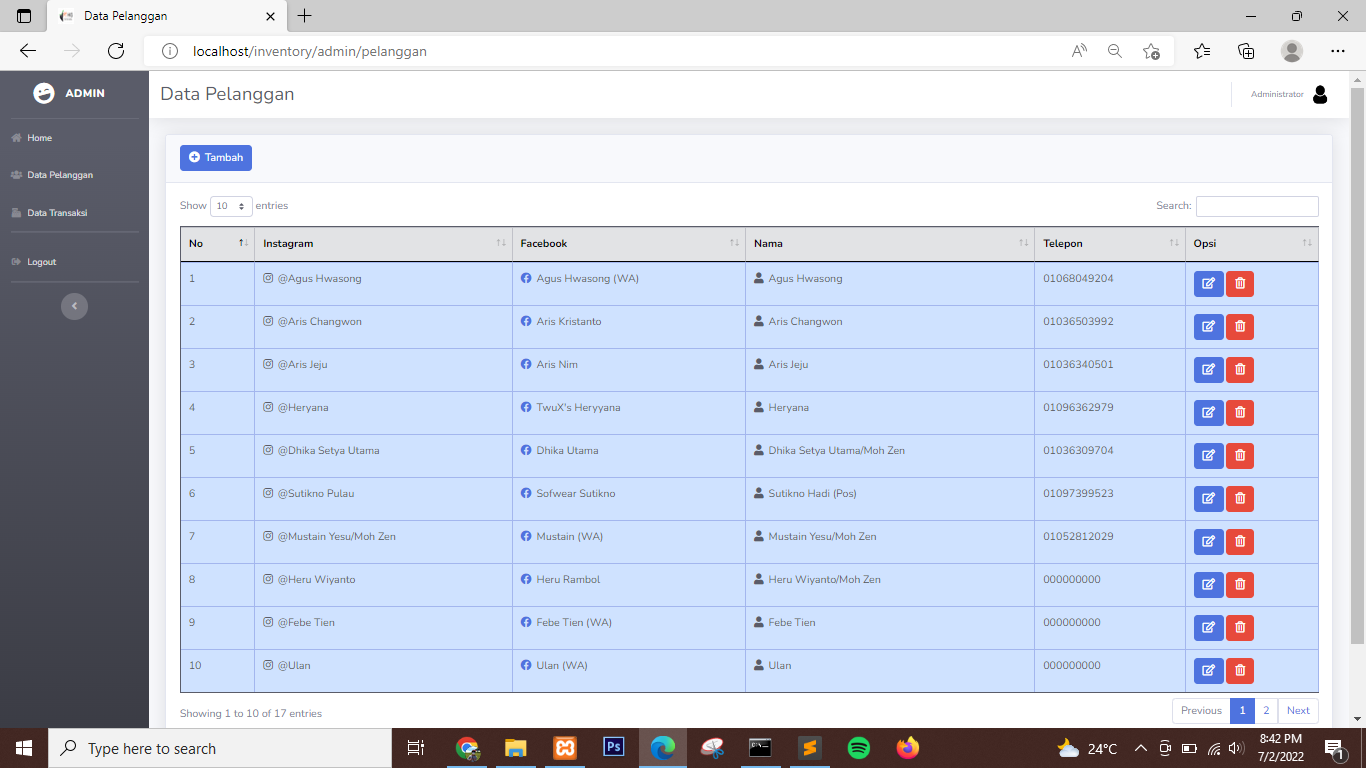 Data Pelanggan
localhost/inventory/admin/pelanggan
ADMIN
Home
Data Pelanggan
Data Transaksi
Logout
Data Pelanggan
Administrator
Tambah
Show 10 entries
Search:
No Instagram Facebook Nama Telepon Opsi
1 @Agus Hwasong Agus Hwasong (WA) Agus Hwasong 01068049204
2 @Aris Changwon Aris Kristanto Aris Changwon 01036503992
3 @Aris Jeju Aris Nim Aris Jeju 01036340501
4 @Heryana TwuX's Heryyana Heryana 01096362979
5 @Dhika Setya Utama Dhika Utama Dhika Setya Utama/Moh Zen 01036309704
6 @Sutikno Pulau Sofwear Sutikno Sutikno Hadi (Pos) 01097399523
7 @Mustain Yesu/Moh Zen Mustain (WA) Mustain Yesu/Moh Zen 01052812029
8 @Heru Wiyanto Heru Rambol Heru Wiyanto/Moh Zen 000000000
9 @Febe Tien Febe Tien (WA) Febe Tien 000000000
10 @Ulan Ulan (WA) Ulan 000000000
Showing 1 to 10 of 17 entries
Previous 1 2 Next
Type here to search
Ps
24°C
8:42 PM
7/2/2022
1